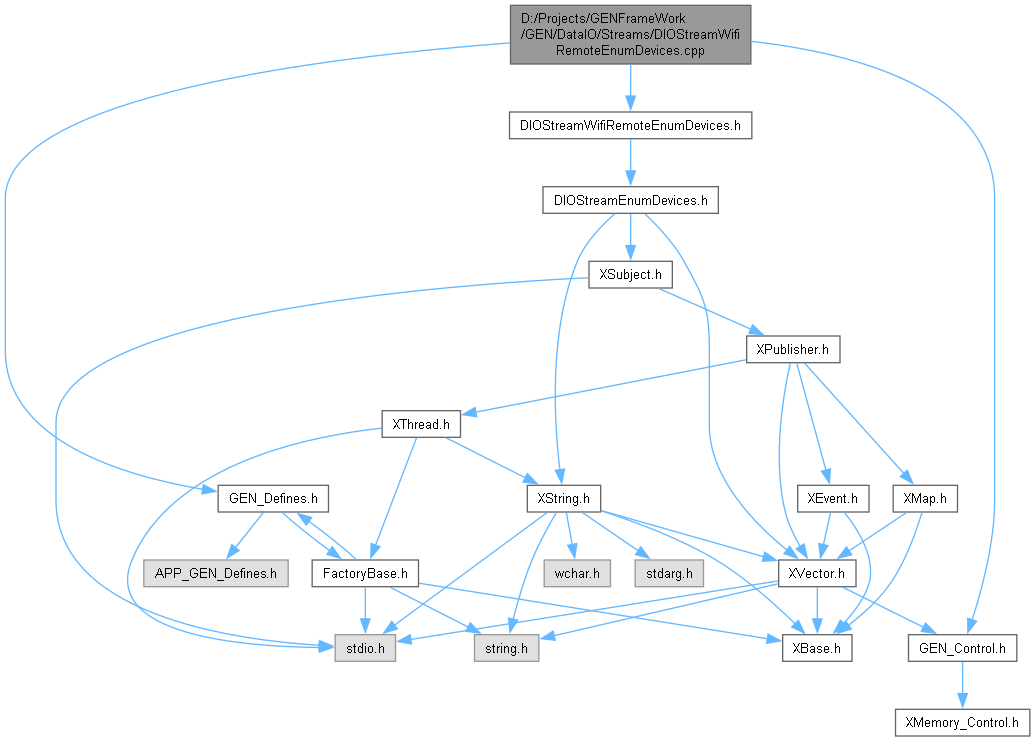 D:/Projects/GENFrameWork
/GEN/DataIO/Streams/DIOStreamWifi
RemoteEnumDevices.cpp
DIOStreamWifiRemoteEnumDevices.h
DIOStreamEnumDevices.h
XSubject.h
XPublisher.h
XThread.h
GEN_Defines.h
XString.h
XEvent.h
XMap.h
APP_GEN_Defines.h
FactoryBase.h
wchar.h
stdarg.h
XVector.h
stdio.h
string.h
XBase.h
GEN_Control.h
XMemory_Control.h